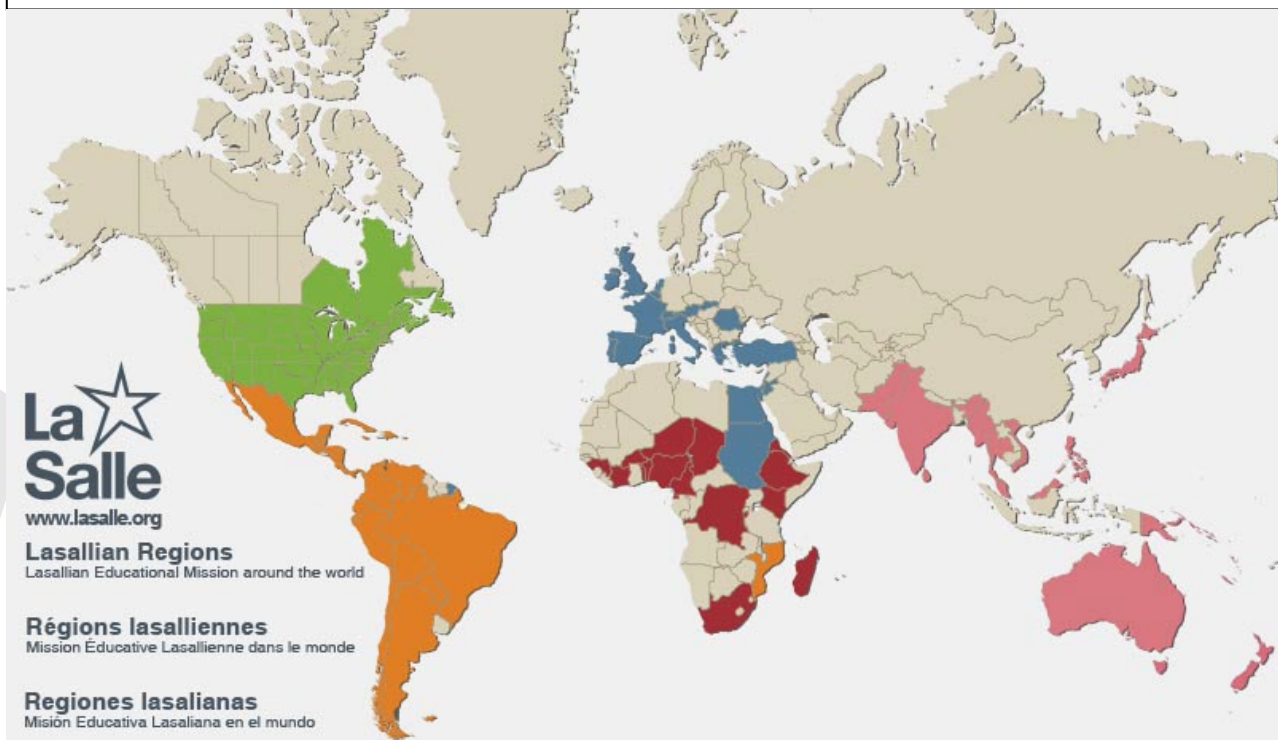 La
Salle
www.lasalle.org
Lasallian Regions
Lasallian Educational Mission around the world
Régions lasalliennes
Mission Éducative Lasallienne dans le monde
Regiones lasalianas
Misión Educativa Lasaliana en el mundo